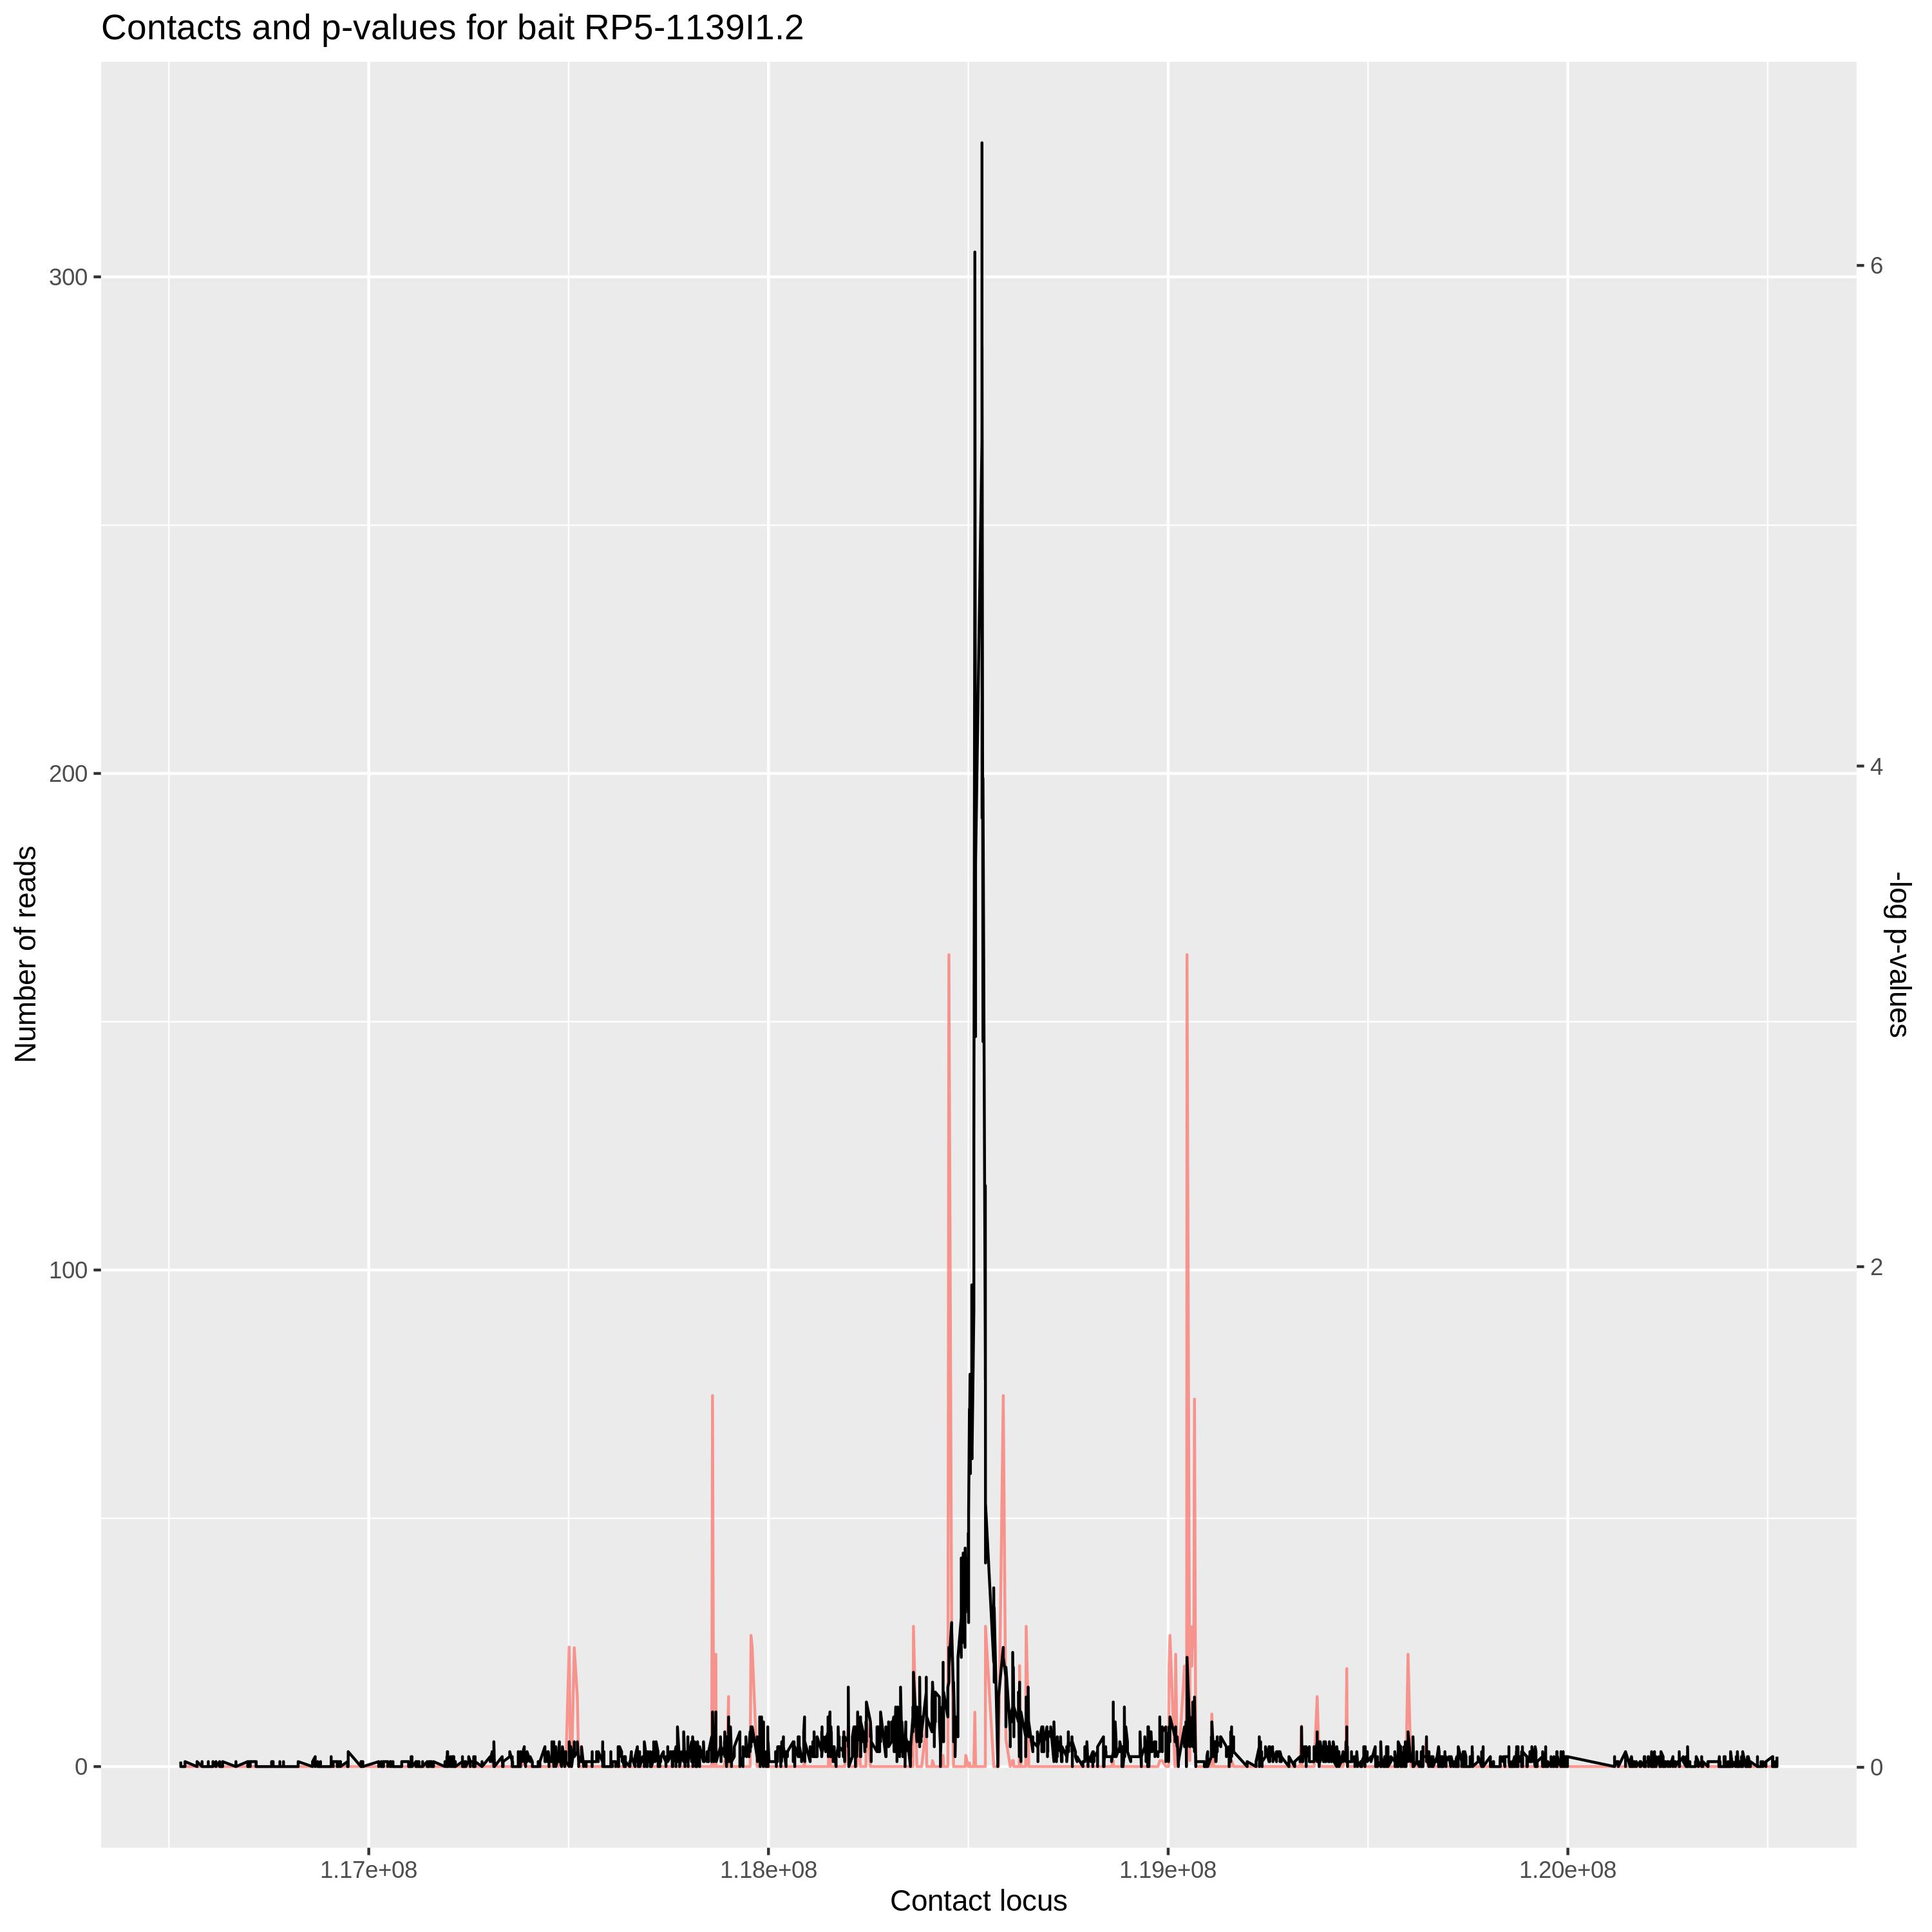 Contacts and p-values for bait RP5-1139I1.2
Number of reads
300
200
100
0
6
4
2
0
-log p-values
1.17e+08
1.18e+08
1.19e+08
1.20e+08
Contact locus